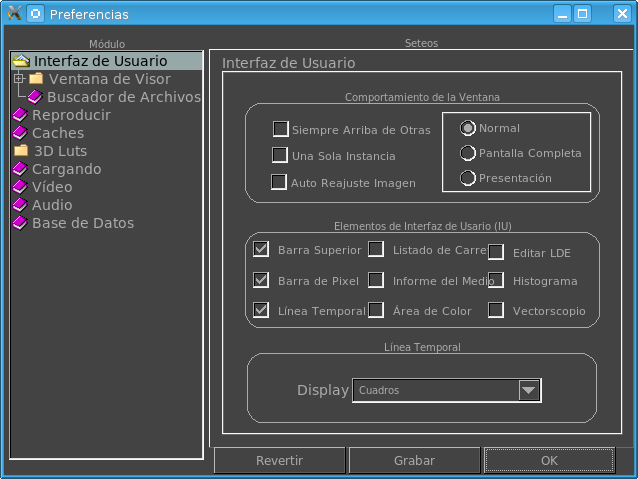 Preferencias
Módulo
Seteos
Interfaz de Usuario
Ventana de Visor
Buscador de Archivos
Reproducir
Caches
3D Luts
Cargando
Vídeo
Audio
Base de Datos
Interfaz de Usuario
Comportamiento de la Ventana
Siempre Arriba de Otras
Una Sola Instancia
Auto Reajuste Imagen
Normal
Pantalla Completa
Presentación
Elementos de Interfaz de Usario (IU)
Barra Superior
Listado de Carre
Editar LDE
Barra de Pixel
Informe del Medio
Histograma
Línea Temporal
Área de Color
Vectorscopio
Línea Temporal
Display
Cuadros
Revertir
Grabar
OK